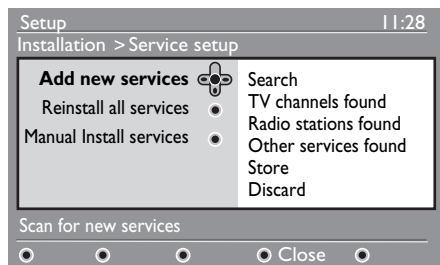 Setup 11:28
Installation > Service setup
Add new services
Reinstall all services
Manual Install services
Search
TV channels found
Radio stations found
Other services found
Store
Discard
Scan for new services
Close